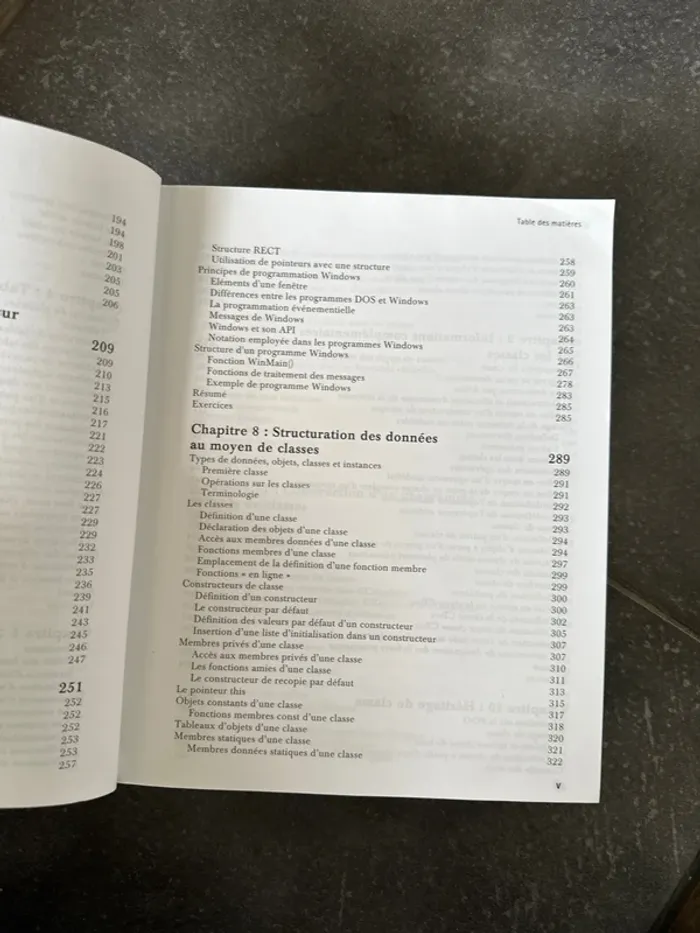 194
194
198
201
203
205
205
206
ur
209
209
210
213
215
216
217
221
222
223
224
226
227
227
229
229
232
233
235
236
239
241
243
245
246
247
251
252
252
252
253
253
257
Table des matières
Structure RECT 258
Utilisation de pointeurs avec une structure 259
Principes de programmation Windows 260
Eléments d'une fenêtre 261
Différences entre les programmes DOS et Windows 263
La programmation événementielle 263
Messages de Windows 263
Windows et son API 264
Notation employée dans les programmes Windows 265
Structure d'un programme Windows 266
Fonction WinMain() 267
Fonctions de traitement des messages 278
Exemple de programme Windows 283
Résumé 285
Exercices 285
Chapitre 8 : Structuration des données
au moyen de classes 289
Types de données, objets, classes et instances 289
Première classe 291
Opérations sur les classes 291
Terminologie 292
Les classes 293
Définition d'une classe 293
Déclaration des objets d'une classe 294
Accès aux membres données d'une classe 294
Fonctions membres d'une classe 297
Emplacement de la définition d'une fonction membre 299
Fonctions « en ligne » 299
Constructeurs de classe 300
Définition d'un constructeur 300
Le constructeur par défaut 302
Définition des valeurs par défaut d'un constructeur 305
Insertion d'une liste d'initialisation dans un constructeur 307
Membres privés d'une classe 307
Accès aux membres privés d'une classe 310
Les fonctions amies d'une classe 311
Le constructeur de recopie par défaut 313
Le pointeur this 315
Objets constants d'une classe 317
Fonctions membres const d'une classe 318
Tableaux d'objets d'une classe 320
Membres statiques d'une classe 321
Membres données statiques d'une classe 322
V